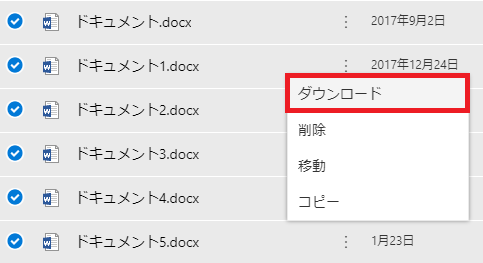 ドキュメント.docx 2017年9月2日
ドキュメント1.docx 2017年12月24日
ダウンロード
ドキュメント2.docx
削除
ドキュメント3.docx
移動
ドキュメント4.docx
コピー
ドキュメント5.docx 1月23日